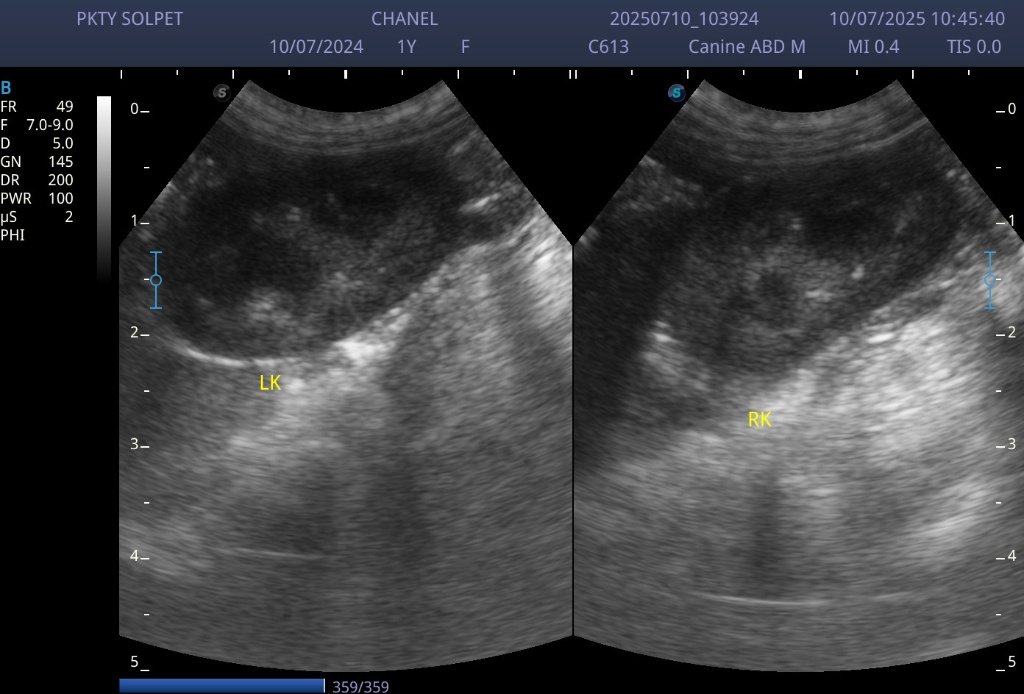 PKTY SOLPET CHANEL 20250710_103924 10/07/2025 10:45:40
10/07/2024 1Y F C613 Canine ABD M MI 0.4 TIS 0.0
B
FR 49
F 7.0-9.0
D 5.0
GN 145
DR 200
PWR 100
µS 2
PHI
S S
0 0
1 1
2 2
LK
RK
3 3
4 4
5 5
359/359